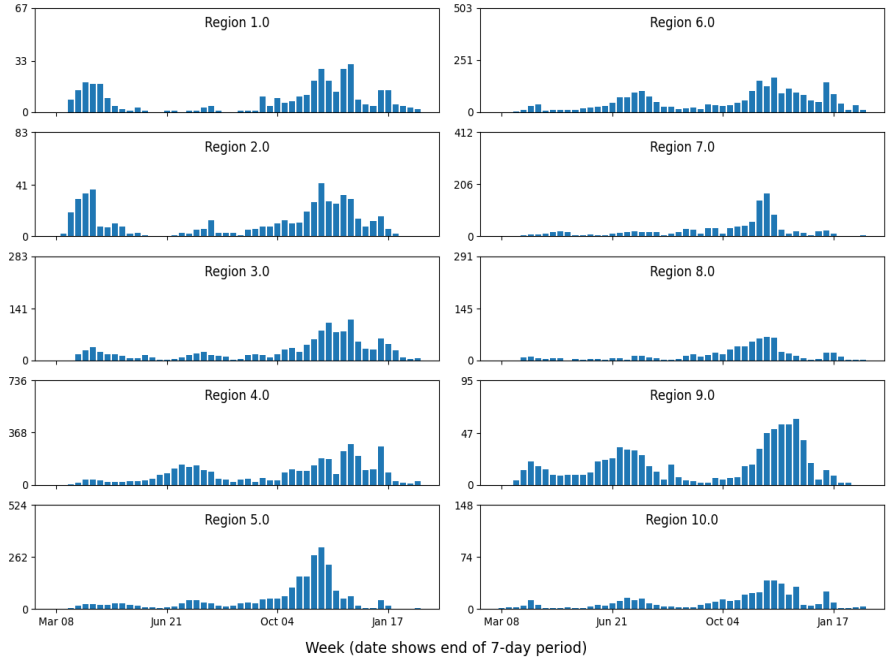 67
33
0
Region 1.0
503
251
0
Region 6.0
83
41
0
Region 2.0
412
206
0
Region 7.0
283
141
0
Region 3.0
291
145
0
Region 8.0
736
368
0
Region 4.0
95
47
0
Region 9.0
524
262
0
Region 5.0
148
74
0
Region 10.0
Mar 08 Jun 21 Oct 04 Jan 17
Mar 08 Jun 21 Oct 04 Jan 17
Week (date shows end of 7-day period)